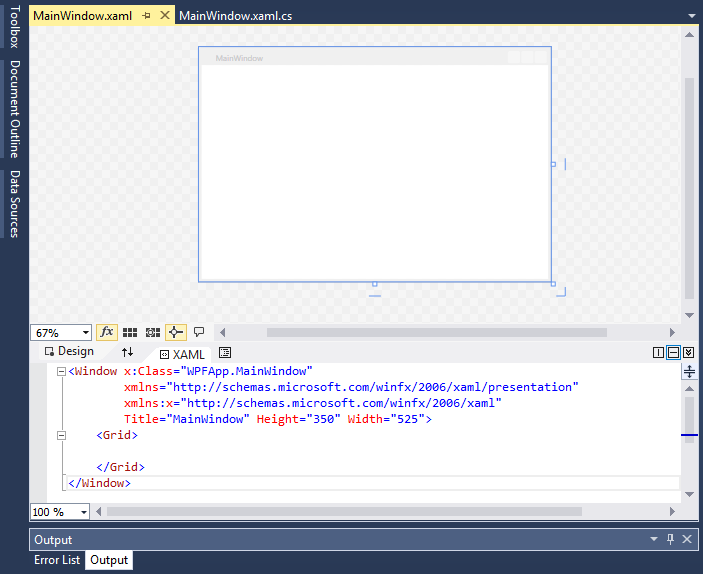 Toolbox
Document Outline
Data Sources
MainWindow.xaml
MainWindow.xaml.cs
MainWindow
67%
fx
Design
XAML
<Window x:Class="WPFApp.MainWindow"
xmlns="http://schemas.microsoft.com/winfx/2006/xaml/presentation"
xmlns:x="http://schemas.microsoft.com/winfx/2006/xaml"
Title="MainWindow" Height="350" Width="525">
<Grid>
</Grid>
</Window>
100 %
Output
Error List
Output